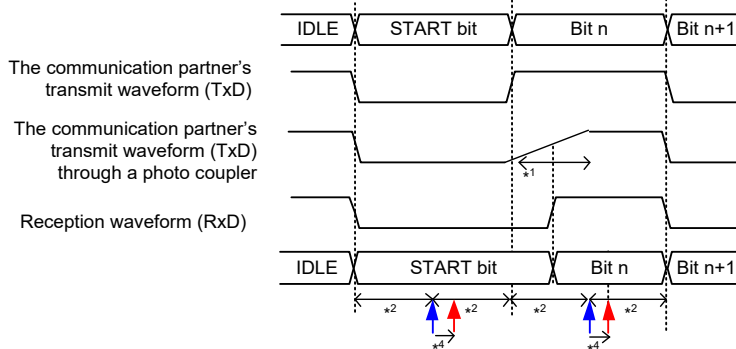 IDLE START bit Bit n Bit n+1
The communication partner's
transmit waveform (TxD)
The communication partner's
transmit waveform (TxD)
through a photo coupler
*1
Reception waveform (RxD)
IDLE START bit Bit n Bit n+1
*2 *2 *2 *2
*4 *4